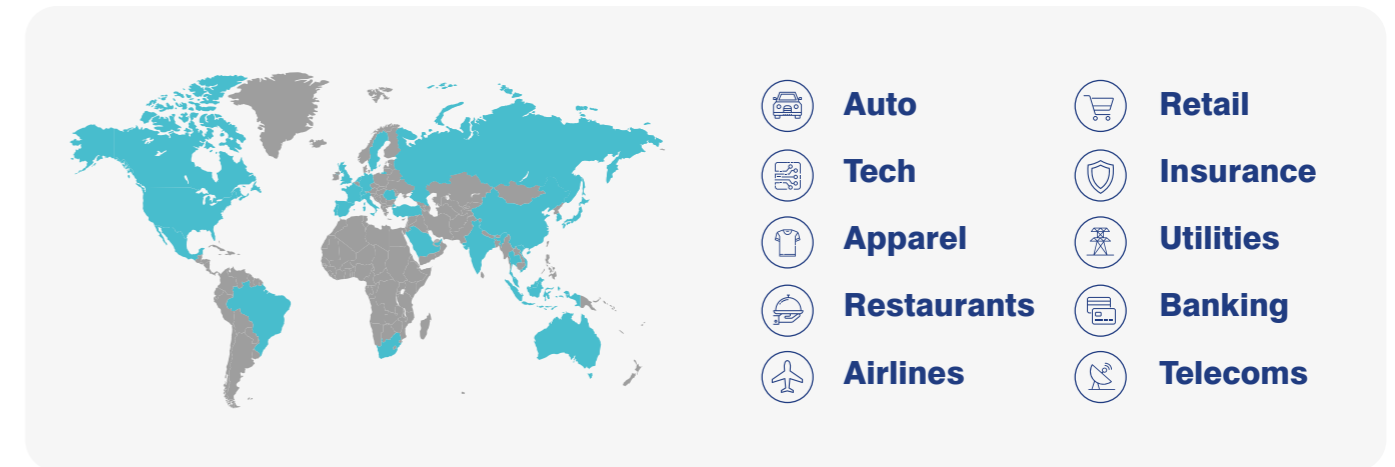 Auto
Tech
Apparel
Restaurants
Airlines
Retail
Insurance
Utilities
Banking
Telecoms